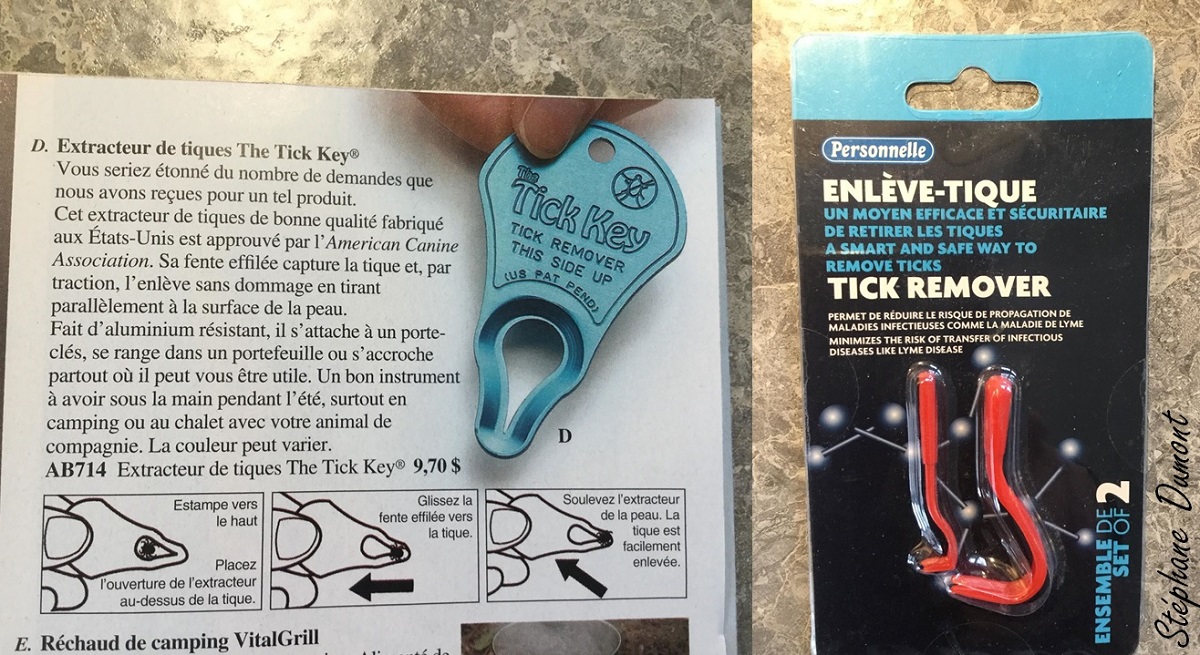 D. Extracteur de tiques The Tick Key®
Vous seriez étonné du nombre de demandes que
nous avons reçues pour un tel produit.
Cet extracteur de tiques de bonne qualité fabriqué
aux États-Unis est approuvé par l'American Canine
Association. Sa fente effilée capture la tique et, par
traction, l'enlève sans dommage en tirant
parallèlement à la surface de la peau.
Fait d'aluminium résistant, il s'attache à un porte-
clés, se range dans un portefeuille ou s'accroche
partout où il peut vous être utile. Un bon instrument
à avoir sous la main pendant l'été, surtout en
camping ou au chalet avec votre animal de
compagnie. La couleur peut varier.
AB714 Extracteur de tiques The Tick Key® 9,70 $
The
Tick Key
TICK REMOVER
THIS SIDE UP
(US PAT PEND)
D
Estampe vers
le haut
Placez
l'ouverture de l'extracteur
au-dessus de la tique.
Glissez la
fente effilée vers
la tique.
Soulevez l'extracteur
de la peau. La
tique est
facilement
enlevée.
E. Réchaud de camping VitalGrill
Personnelle
ENLÈVE-TIQUE
UN MOYEN EFFICACE ET SÉCURITAIRE
DE RETIRER LES TIQUES
A SMART AND SAFE WAY TO
REMOVE TICKS
TICK REMOVER
PERMET DE RÉDUIRE LE RISQUE DE PROPAGATION DE
MALADIES INFECTIEUSES COMME LA MALADIE DE LYME
MINIMIZES THE RISK OF TRANSFER OF INFECTIOUS
DISEASES LIKE LYME DISEASE
ENSEMBLE DE
SET OF 2
Stéphane Dumont